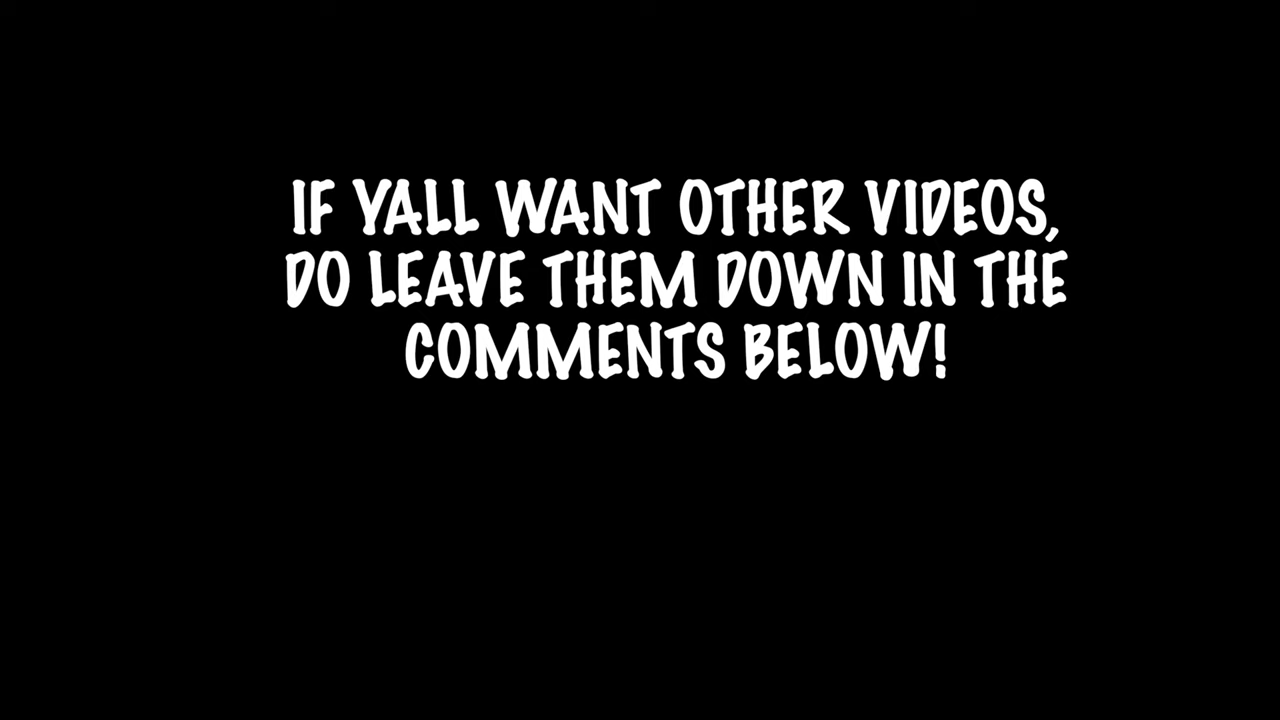 IF YALL WANT OTHER VIDEOS,
DO LEAVE THEM DOWN IN THE
COMMENTS BELOW!